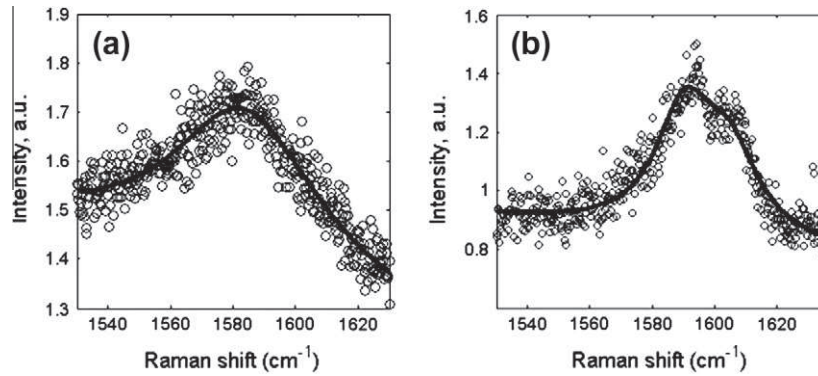 (a)
1.9
1.8
1.7
1.6
1.5
1.4
1.3
Intensity, a.u.
1540 1560 1580 1600 1620
Raman shift (cm⁻¹)
(b)
1.6
1.4
1.2
1
0.8
Intensity, a.u.
1540 1560 1580 1600 1620
Raman shift (cm⁻¹)